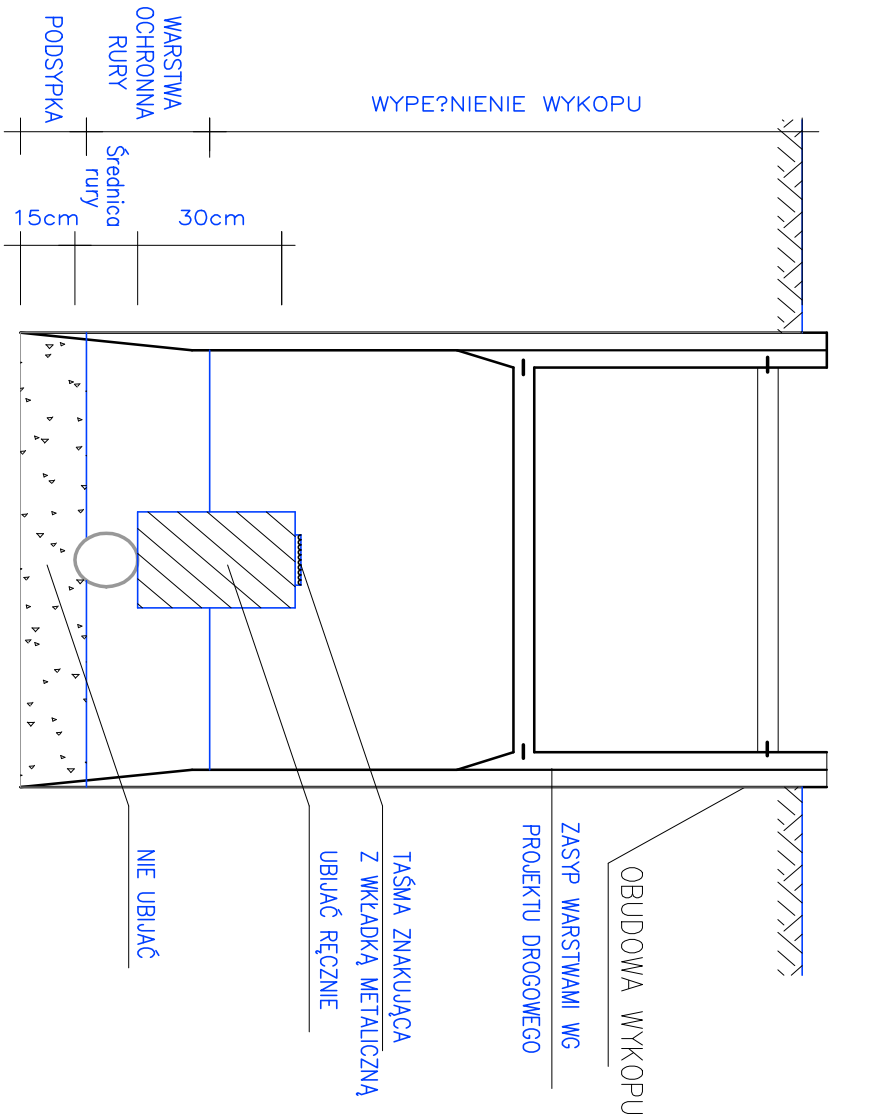 WYPE?NIENIE WYKOPU
WARSTWA
OCHRONNA
RURY
PODSYPKA
Średnica
rury
15cm
30cm
OBUDOWA WYKOPU
ZASYP WARSTWAMI WG
PROJEKTU DROGOWEGO
TAŚMA ZNAKUJĄCA
Z WKŁADKĄ METALICZNĄ
UBIJAĆ RĘCZNIE
NIE UBIJAĆ